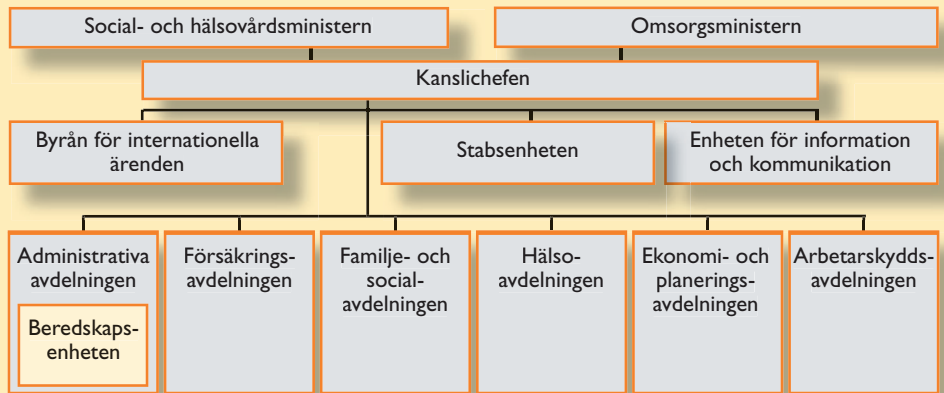 Social- och hälsovårdsministern
Omsorgsministern
Kanslichefen
Byrån för internationella
ärenden
Stabsenheten
Enheten för information
och kommunikation
Administrativa
avdelningen
Beredskaps-
enheten
Försäkrings-
avdelningen
Familje- och
social-
avdelningen
Hälso-
avdelningen
Ekonomi- och
planerings-
avdelningen
Arbetarskydds-
avdelningen